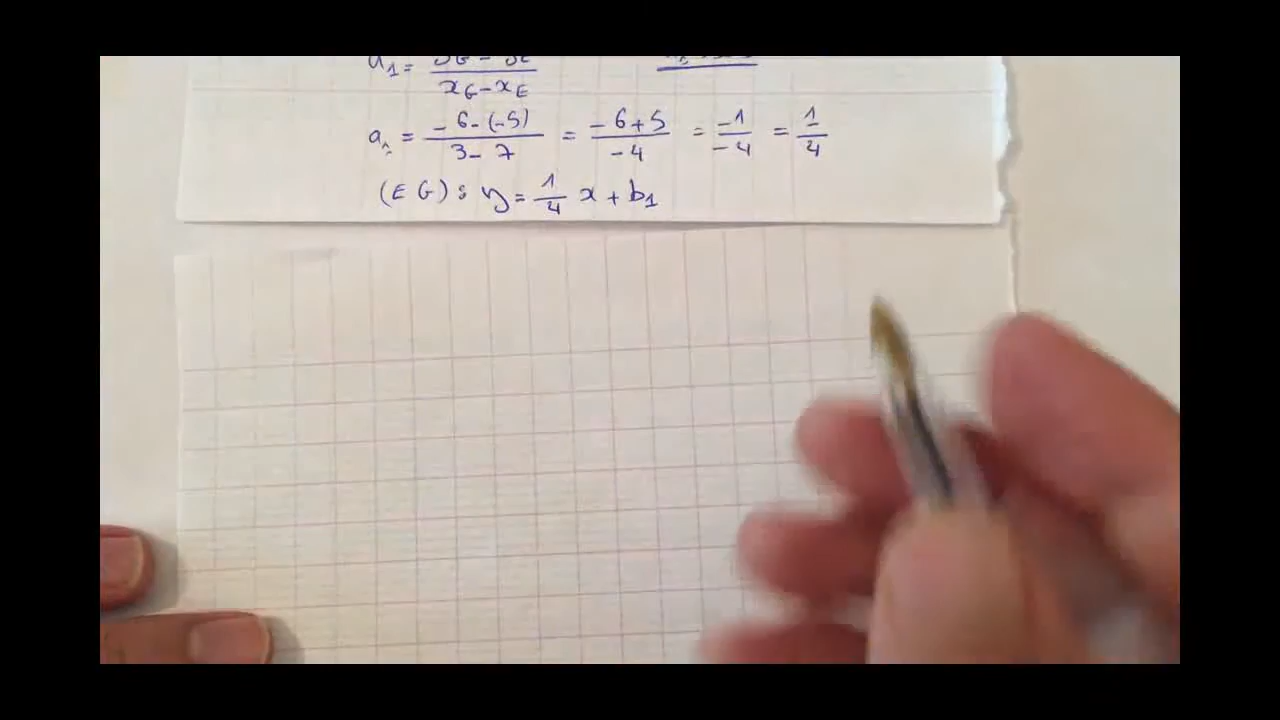 a₁ = (y_G - y_E)/(x_G - x_E)
a₁ = (-6-(-5))/(3-7) = (-6+5)/(-4) = (-1)/(-4) = 1/4
(EG) : y = 1/4 x + b₁